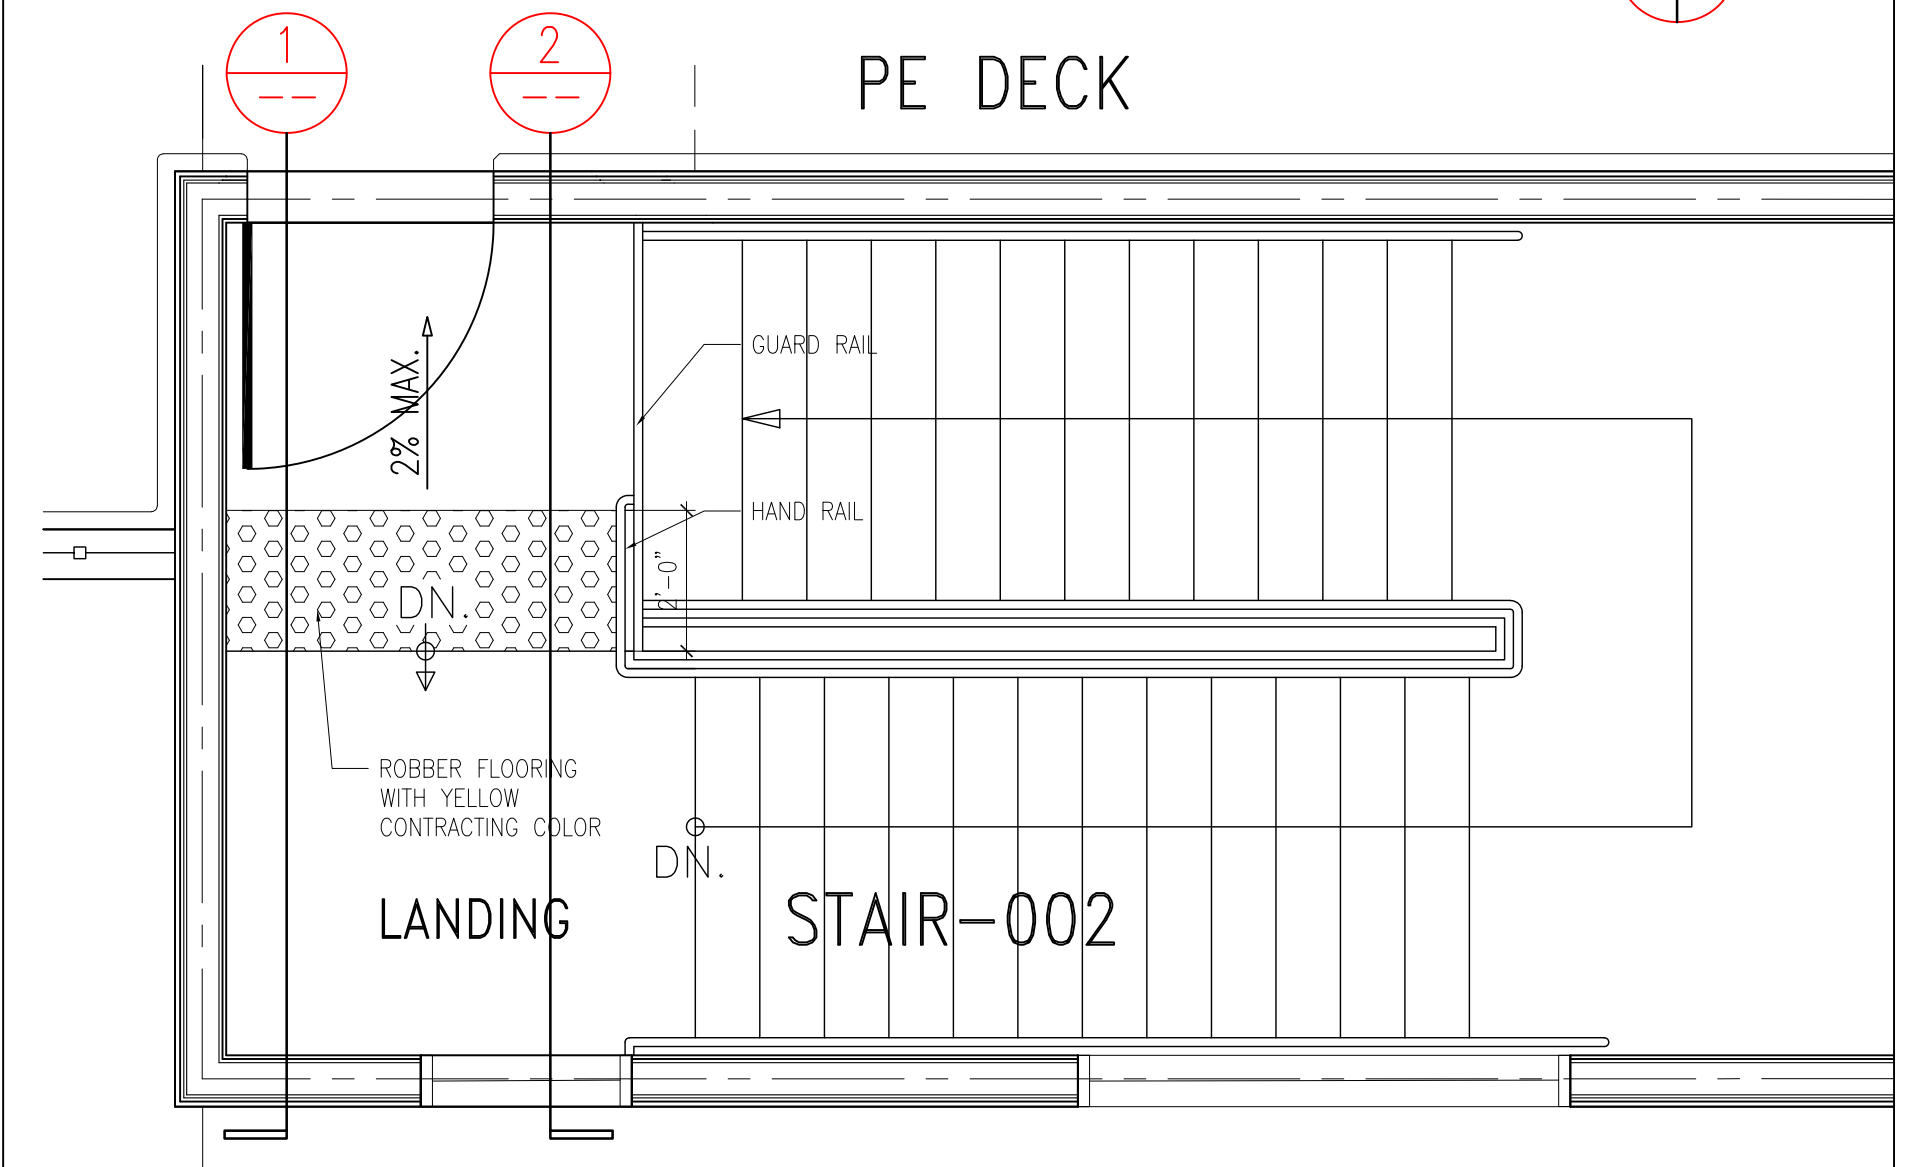 1
2
PE DECK
GUARD RAIL
2% MAX.
HAND RAIL
2'-0"
DN.
ROBBER FLOORING
WITH YELLOW
CONTRACTING COLOR
DN.
LANDING
STAIR-002